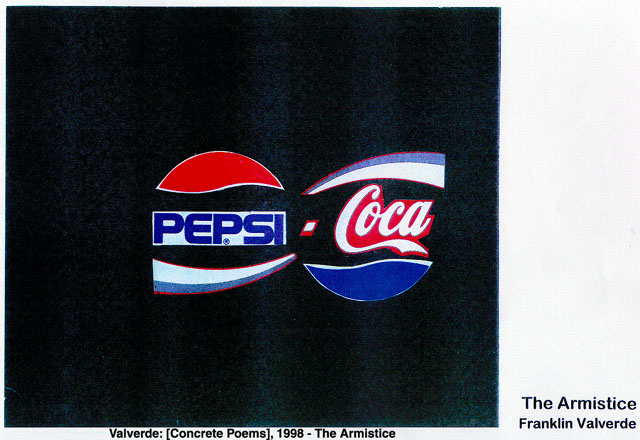 PEPSI® - Coca
The Armistice
Franklin Valverde
Valverde: [Concrete Poems], 1998 - The Armistice